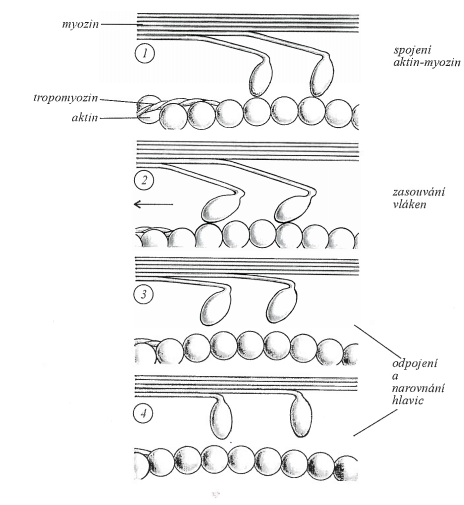 myozin
1
spojení
aktin-myozin
tropomyozin
aktin
2
zasouvání
vláken
3
odpojení
a
narovnání
hlavic
4